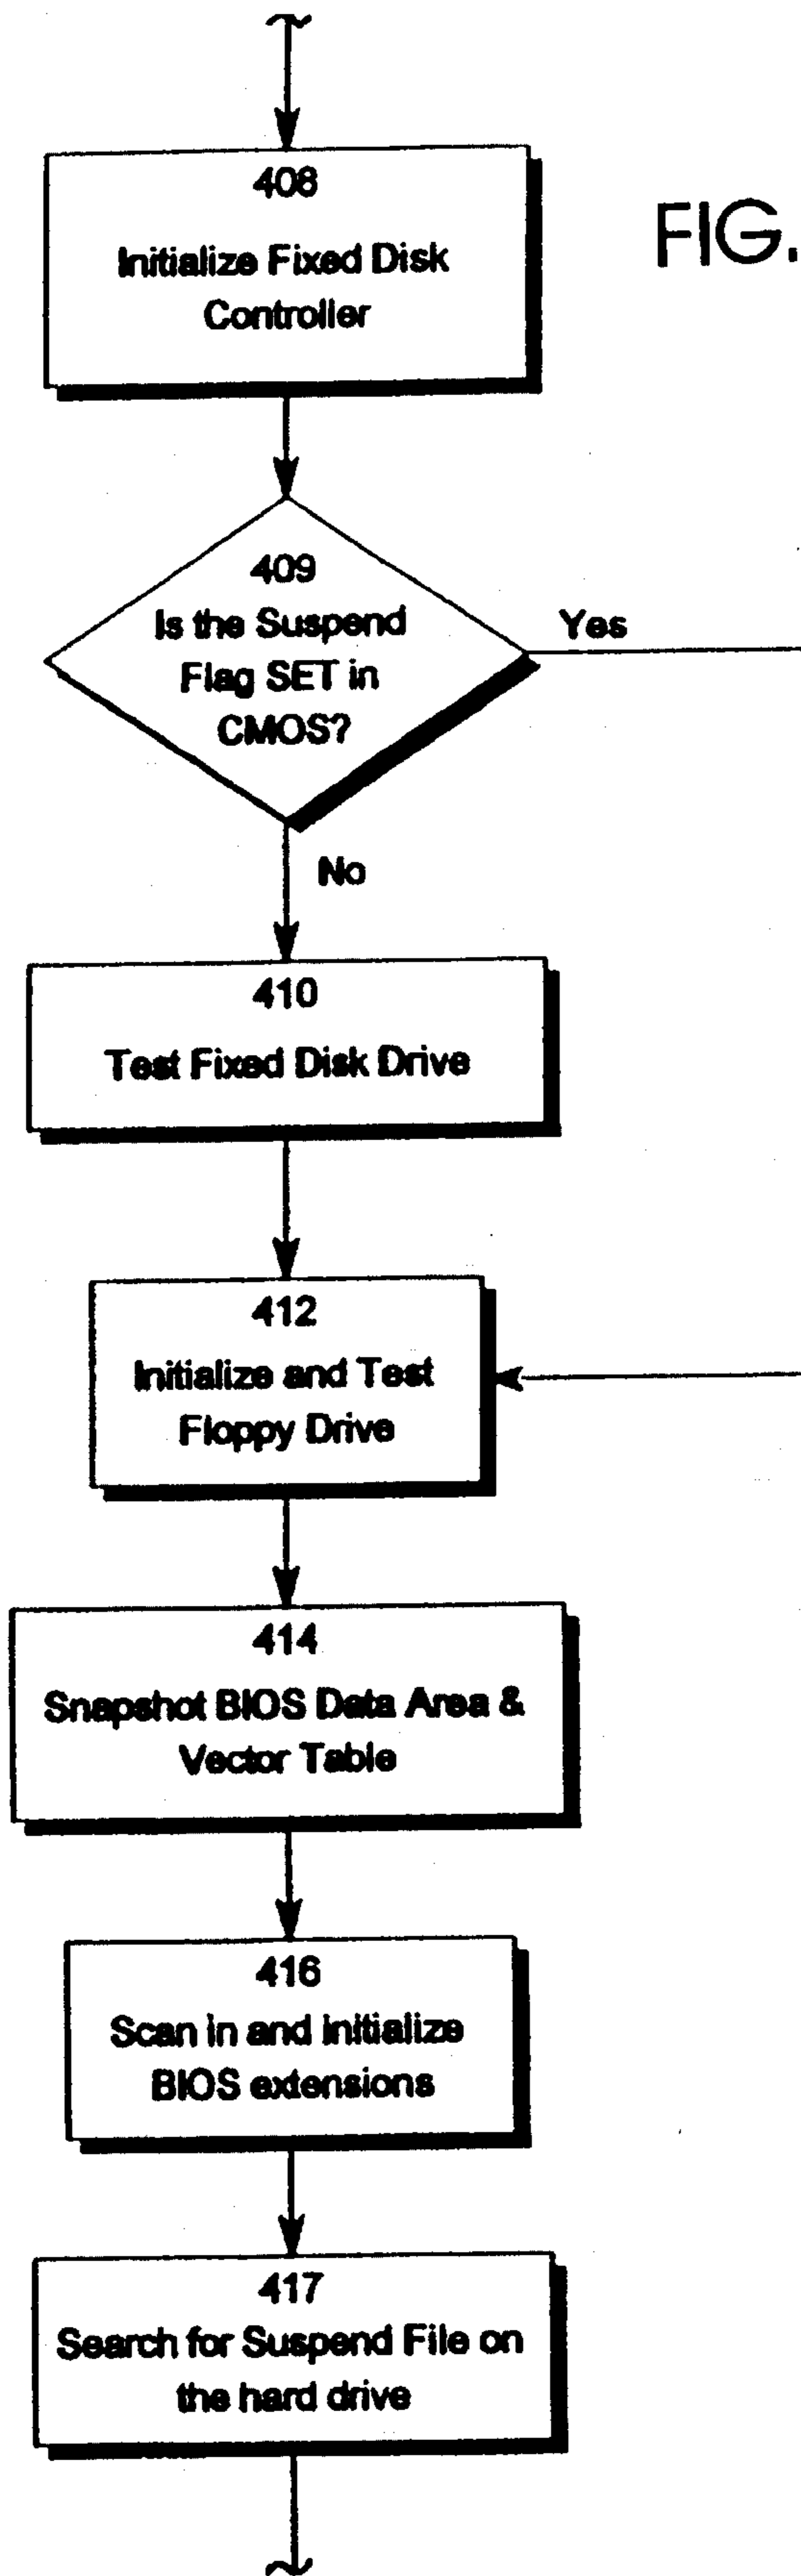 408
Initialize Fixed Disk
Controller
FIG.
409
Is the Suspend
Flag SET in
CMOS?
Yes
No
410
Test Fixed Disk Drive
412
Initialize and Test
Floppy Drive
414
Snapshot BIOS Data Area &
Vector Table
416
Scan in and initialize
BIOS extensions
417
Search for Suspend File on
the hard drive